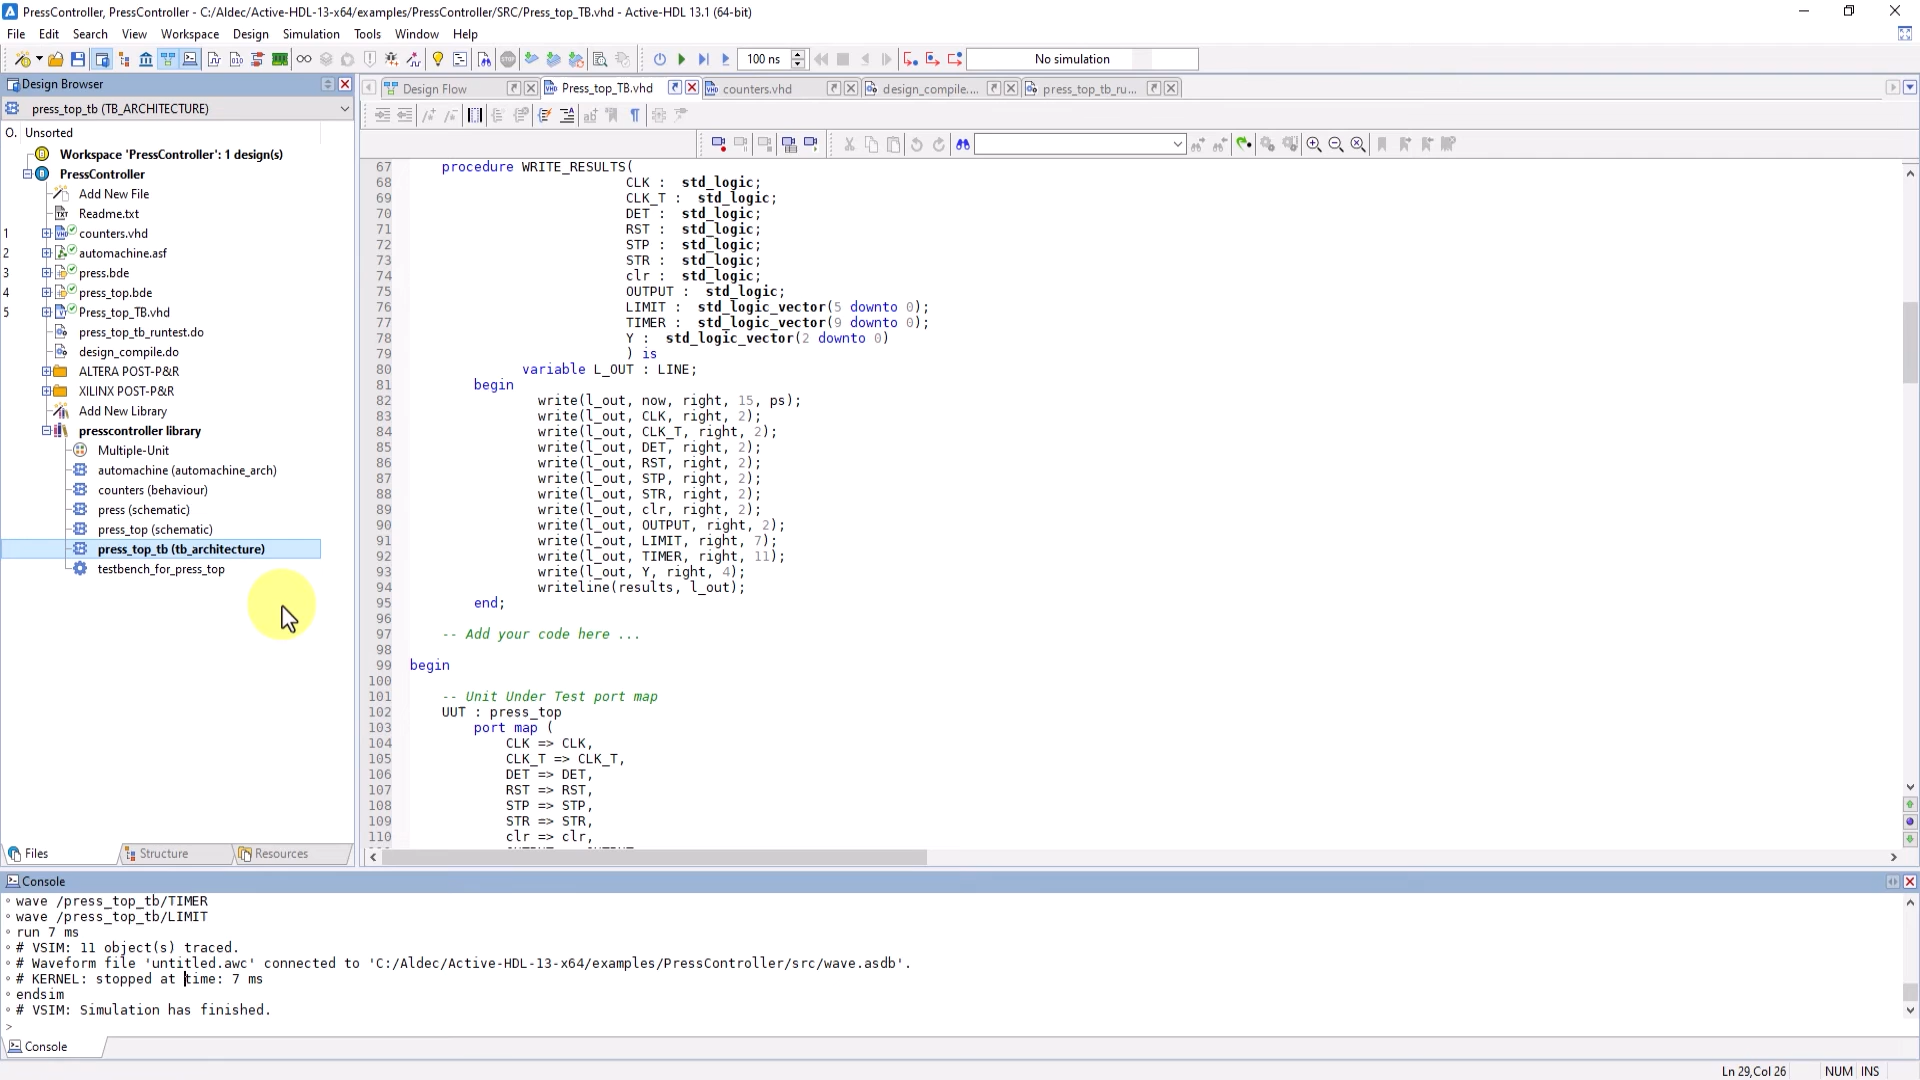 PressController, PressController - C:/Aldec/Active-HDL-13-x64/examples/PressController/SRC/Press_top_TB.vhd - Active-HDL 13.1 (64-bit)
File Edit Search View Workspace Design Simulation Tools Window Help
100 ns
No simulation
Design Browser
Design Flow
Press_top_TB.vhd
counters.vhd
design_compile....
press_top_tb_ru...
press_top_tb (TB_ARCHITECTURE)
O. Unsorted
Workspace 'PressController': 1 design(s)
PressController
Add New File
Readme.txt
1 counters.vhd
2 automachine.asf
3 press.bde
4 press_top.bde
5 Press_top_TB.vhd
press_top_tb_runtest.do
design_compile.do
ALTERA POST-P&R
XILINX POST-P&R
Add New Library
presscontroller library
Multiple-Unit
automachine (automachine_arch)
counters (behaviour)
press (schematic)
press_top (schematic)
press_top_tb (tb_architecture)
testbench_for_press_top
Files
Structure
Resources
67 procedure WRITE_RESULTS(
68 CLK : std_logic;
69 CLK_T : std_logic;
70 DET : std_logic;
71 RST : std_logic;
72 STP : std_logic;
73 STR : std_logic;
74 clr : std_logic;
75 OUTPUT : std_logic;
76 LIMIT : std_logic_vector(5 downto 0);
77 TIMER : std_logic_vector(9 downto 0);
78 Y : std_logic_vector(2 downto 0)
79 ) is
80 variable L_OUT : LINE;
81 begin
82 write(l_out, now, right, 15, ps);
83 write(l_out, CLK, right, 2);
84 write(l_out, CLK_T, right, 2);
85 write(l_out, DET, right, 2);
86 write(l_out, RST, right, 2);
87 write(l_out, STP, right, 2);
88 write(l_out, STR, right, 2);
89 write(l_out, clr, right, 2);
90 write(l_out, OUTPUT, right, 2);
91 write(l_out, LIMIT, right, 7);
92 write(l_out, TIMER, right, 11);
93 write(l_out, Y, right, 4);
94 writeline(results, l_out);
95 end;
96
97 -- Add your code here ...
98
99 begin
100
101 -- Unit Under Test port map
102 UUT : press_top
103 port map (
104 CLK => CLK,
105 CLK_T => CLK_T,
106 DET => DET,
107 RST => RST,
108 STP => STP,
109 STR => STR,
110 clr => clr,
Console
wave /press_top_tb/TIMER
wave /press_top_tb/LIMIT
run 7 ms
# VSIM: 11 object(s) traced.
# Waveform file 'untitled.awc' connected to 'C:/Aldec/Active-HDL-13-x64/examples/PressController/src/wave.asdb'.
# KERNEL: stopped at time: 7 ms
endsim
# VSIM: Simulation has finished.
>
Console
Ln 29,Col 26 NUM INS